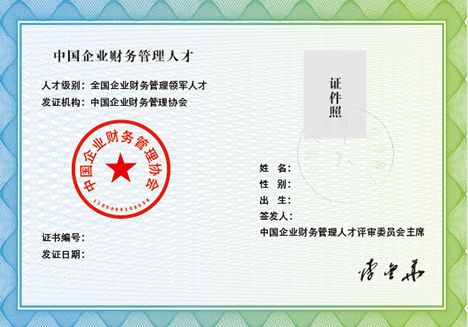 中国企业财务管理人才
人才级别：全国企业财务管理领军人才
发证机构：中国企业财务管理协会
证件照
中国企业财务管理协会
姓 名：
性 别：
出 生：
签发人：
中国企业财务管理人才评审委员会主席
证书编号：
发证日期：